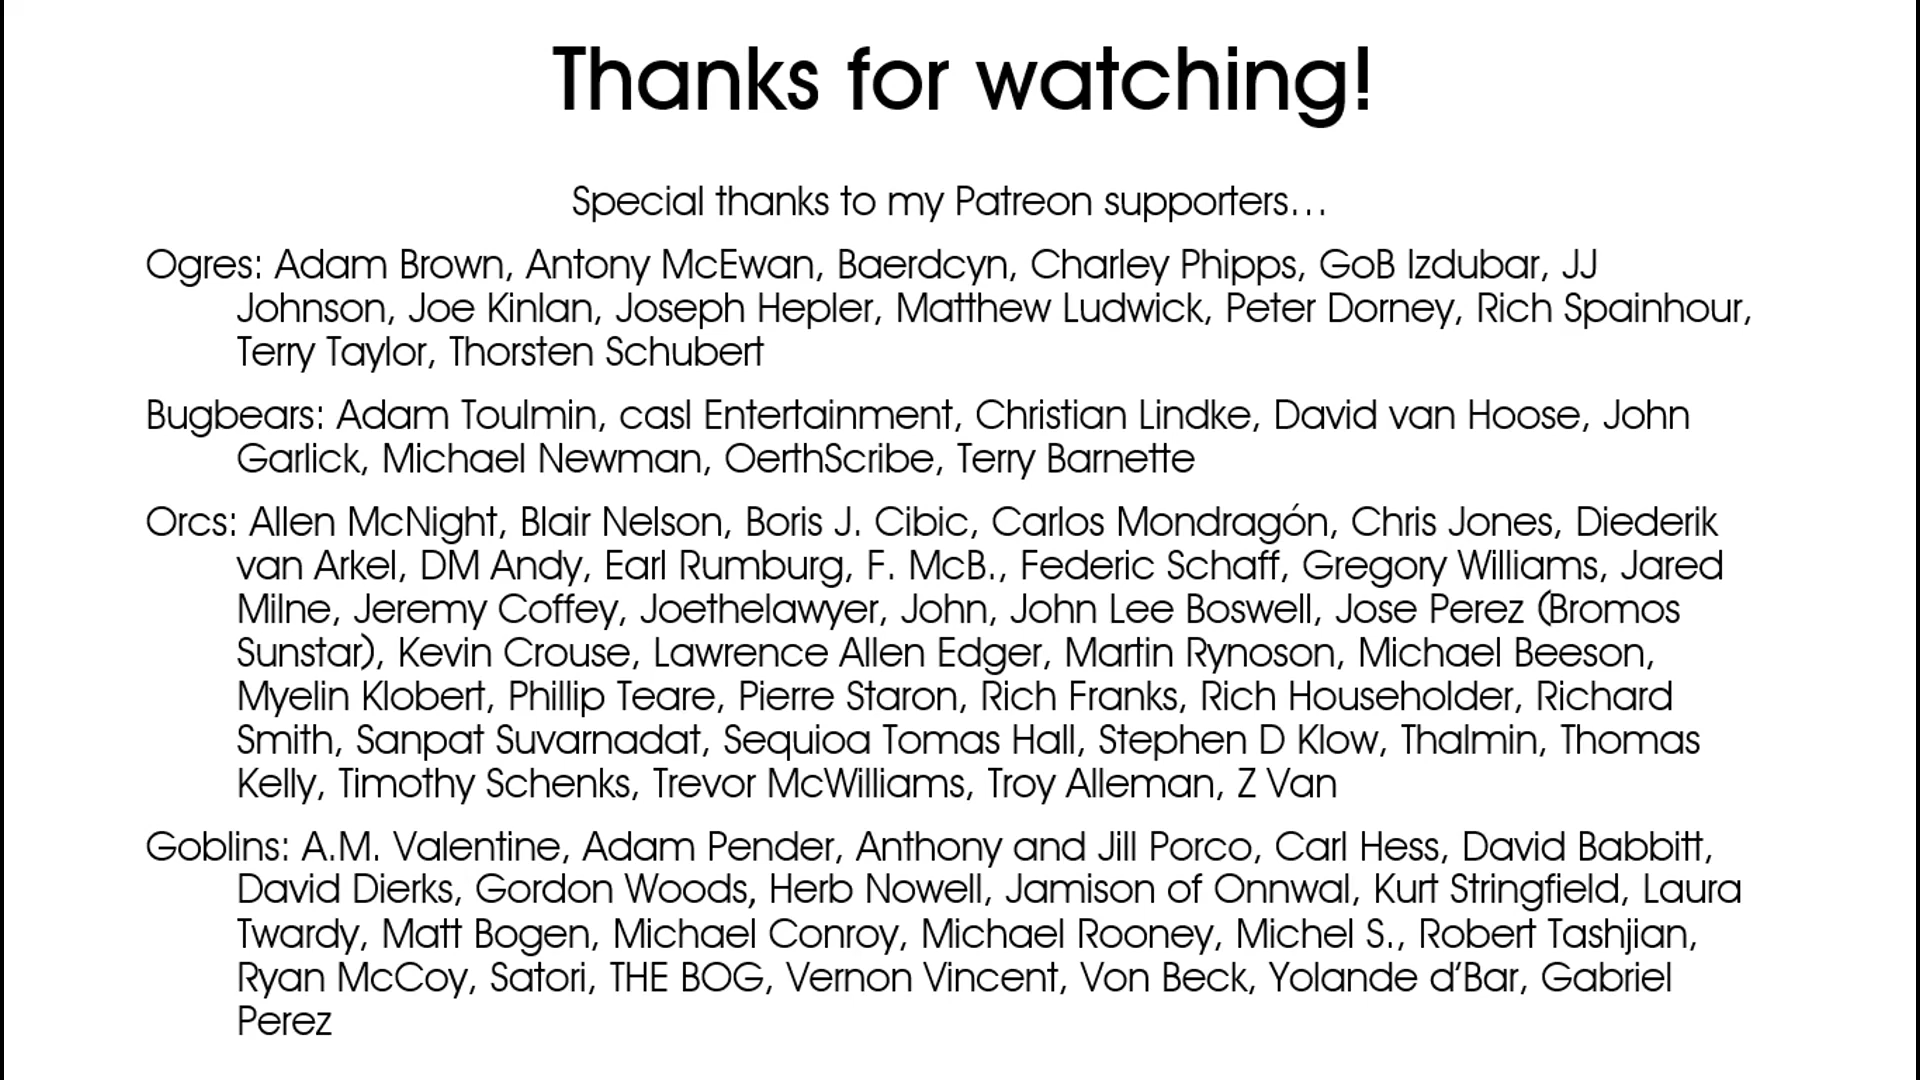 Thanks for watching!
Special thanks to my Patreon supporters…
Ogres: Adam Brown, Antony McEwan, Baerdcyn, Charley Phipps, GoB Izdubar, JJ
Johnson, Joe Kinlan, Joseph Hepler, Matthew Ludwick, Peter Dorney, Rich Spainhour,
Terry Taylor, Thorsten Schubert
Bugbears: Adam Toulmin, casl Entertainment, Christian Lindke, David van Hoose, John
Garlick, Michael Newman, OerthScribe, Terry Barnette
Orcs: Allen McNight, Blair Nelson, Boris J. Cibic, Carlos Mondragón, Chris Jones, Diederik
van Arkel, DM Andy, Earl Rumburg, F. McB., Federic Schaff, Gregory Williams, Jared
Milne, Jeremy Coffey, Joethelawyer, John, John Lee Boswell, Jose Perez (Bromos
Sunstar), Kevin Crouse, Lawrence Allen Edger, Martin Rynoson, Michael Beeson,
Myelin Klobert, Phillip Teare, Pierre Staron, Rich Franks, Rich Householder, Richard
Smith, Sanpat Suvarnadat, Sequioa Tomas Hall, Stephen D Klow, Thalmin, Thomas
Kelly, Timothy Schenks, Trevor McWilliams, Troy Alleman, Z Van
Goblins: A.M. Valentine, Adam Pender, Anthony and Jill Porco, Carl Hess, David Babbitt,
David Dierks, Gordon Woods, Herb Nowell, Jamison of Onnwal, Kurt Stringfield, Laura
Twardy, Matt Bogen, Michael Conroy, Michael Rooney, Michel S., Robert Tashjian,
Ryan McCoy, Satori, THE BOG, Vernon Vincent, Von Beck, Yolande d’Bar, Gabriel
Perez